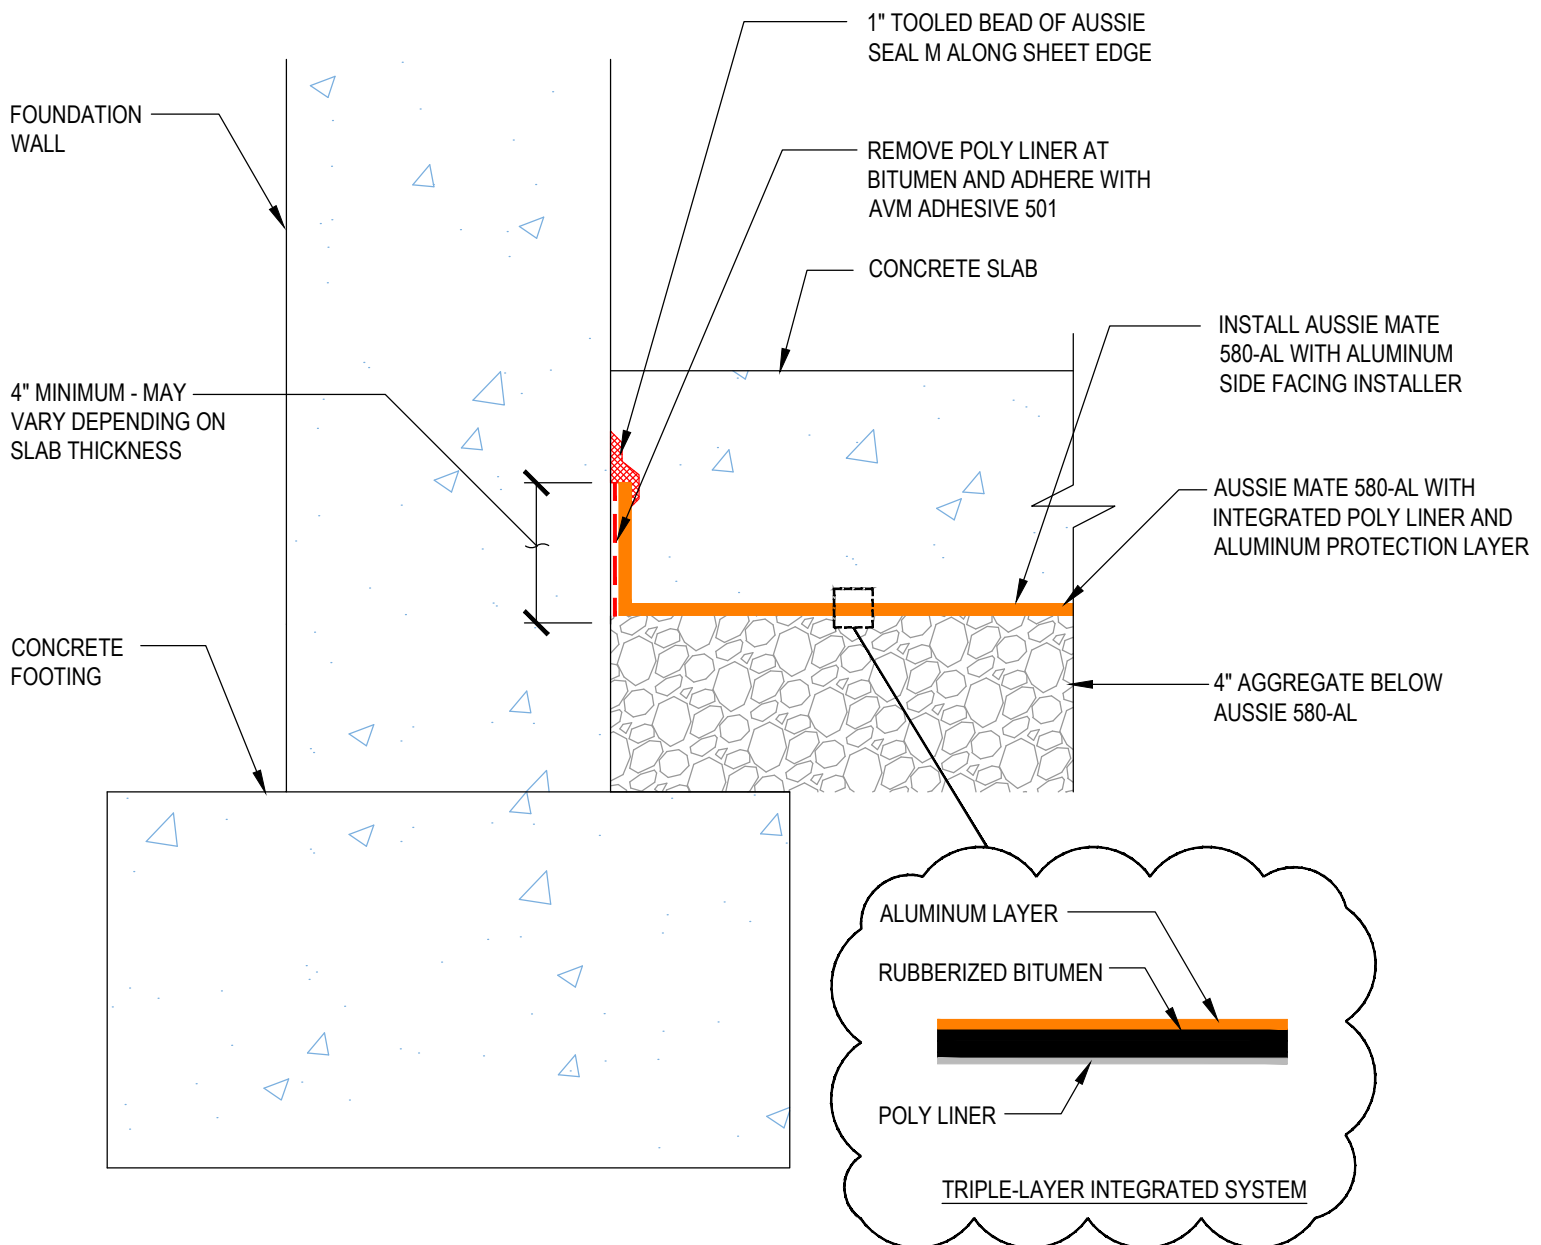 1" TOOLED BEAD OF AUSSIE
SEAL M ALONG SHEET EDGE
FOUNDATION
WALL
REMOVE POLY LINER AT
BITUMEN AND ADHERE WITH
AVM ADHESIVE 501
CONCRETE SLAB
INSTALL AUSSIE MATE
580-AL WITH ALUMINUM
SIDE FACING INSTALLER
4" MINIMUM - MAY
VARY DEPENDING ON
SLAB THICKNESS
AUSSIE MATE 580-AL WITH
INTEGRATED POLY LINER AND
ALUMINUM PROTECTION LAYER
CONCRETE
FOOTING
4" AGGREGATE BELOW
AUSSIE 580-AL
ALUMINUM LAYER
RUBBERIZED BITUMEN
POLY LINER
TRIPLE-LAYER INTEGRATED SYSTEM